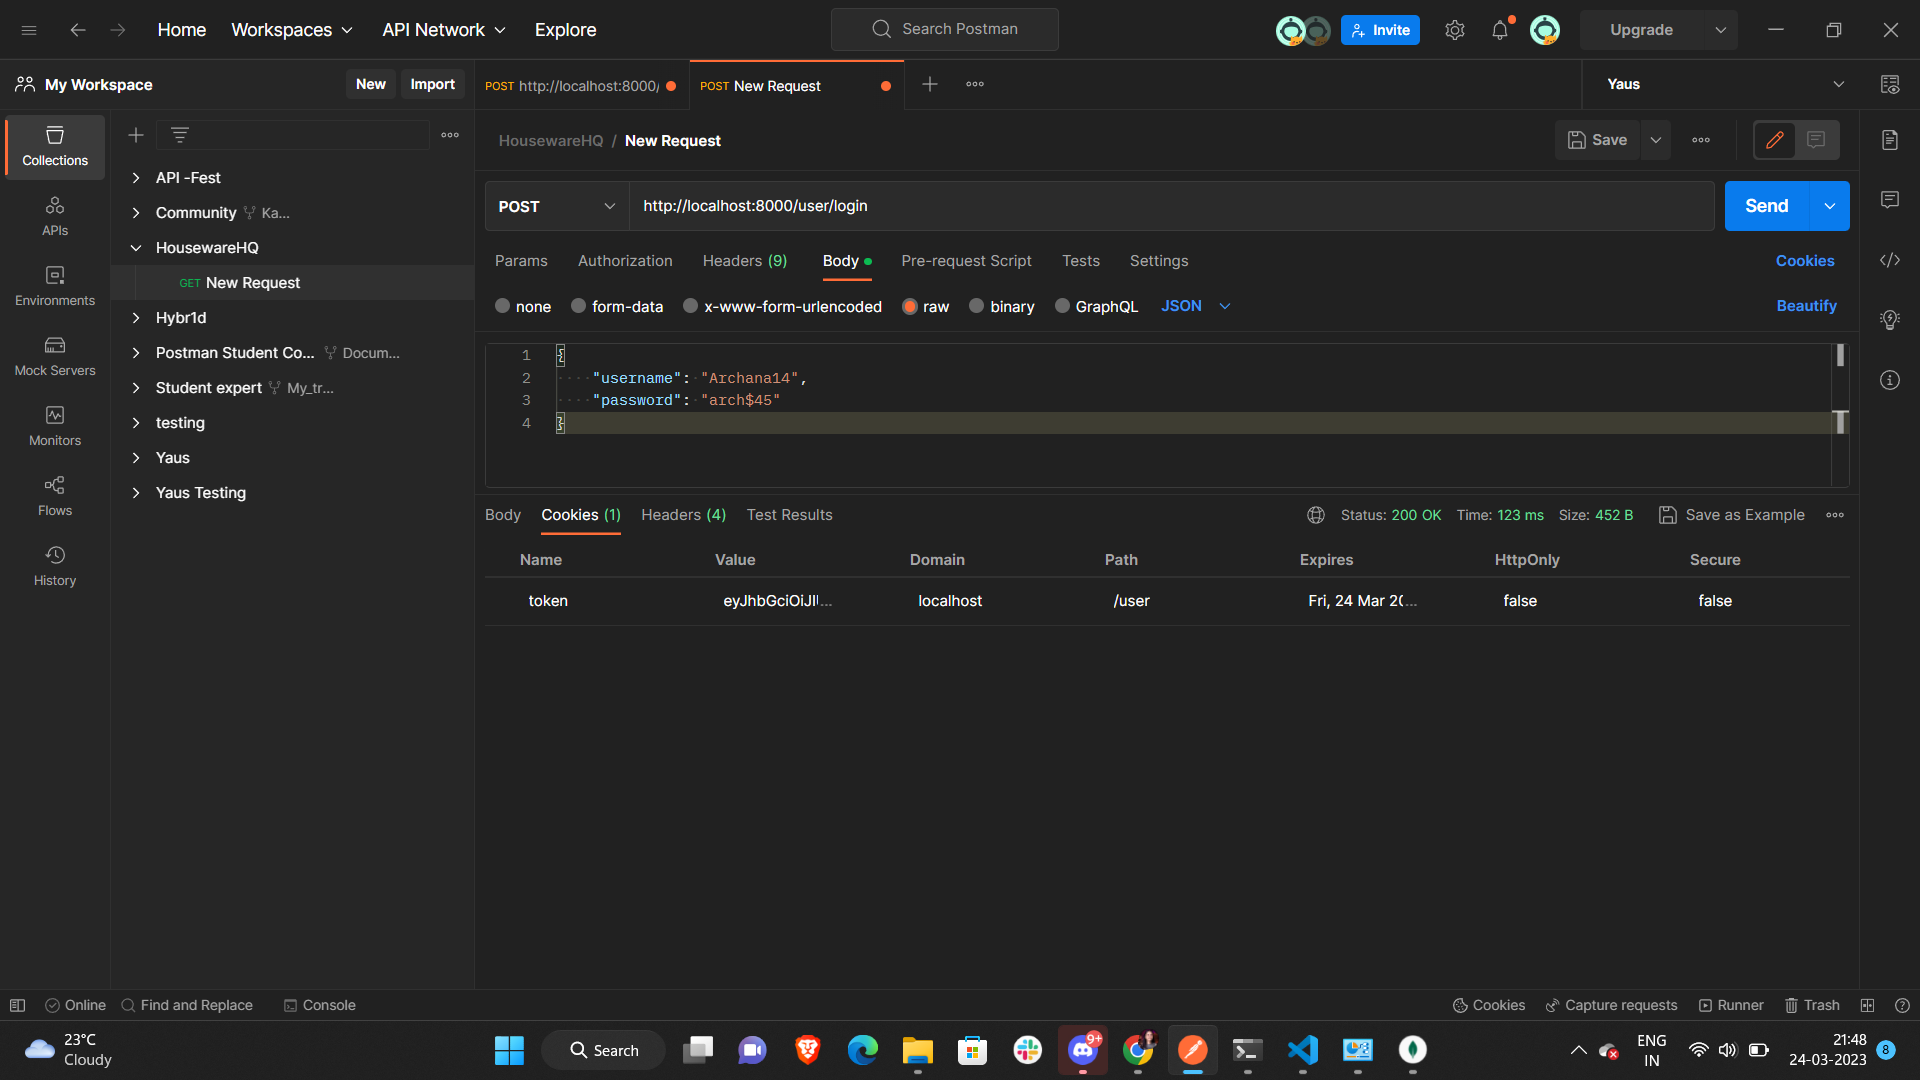 Home Workspaces API Network Explore
Search Postman
Invite
Upgrade
My Workspace
New Import
POST http://localhost:8000/
POST New Request
Yaus
Collections
APIs
Environments
Mock Servers
Monitors
Flows
History
API -Fest
Community Ka...
HousewareHQ
GET New Request
Hybr1d
Postman Student Co... Docum...
Student expert My_tr...
testing
Yaus
Yaus Testing
HousewareHQ / New Request
Save
POST http://localhost:8000/user/login
Send
Params Authorization Headers (9) Body Pre-request Script Tests Settings Cookies
none form-data x-www-form-urlencoded raw binary GraphQL JSON Beautify
1 {
2 "username": "Archana14",
3 "password": "arch$45"
4 }
Body Cookies (1) Headers (4) Test Results
Status: 200 OK Time: 123 ms Size: 452 B Save as Example
Name Value Domain Path Expires HttpOnly Secure
token eyJhbGciOiJIU... localhost /user Fri, 24 Mar 20... false false
Online Find and Replace Console
Cookies Capture requests Runner Trash
23°C
Cloudy
Search
9+
ENG
IN
21:48
24-03-2023
8